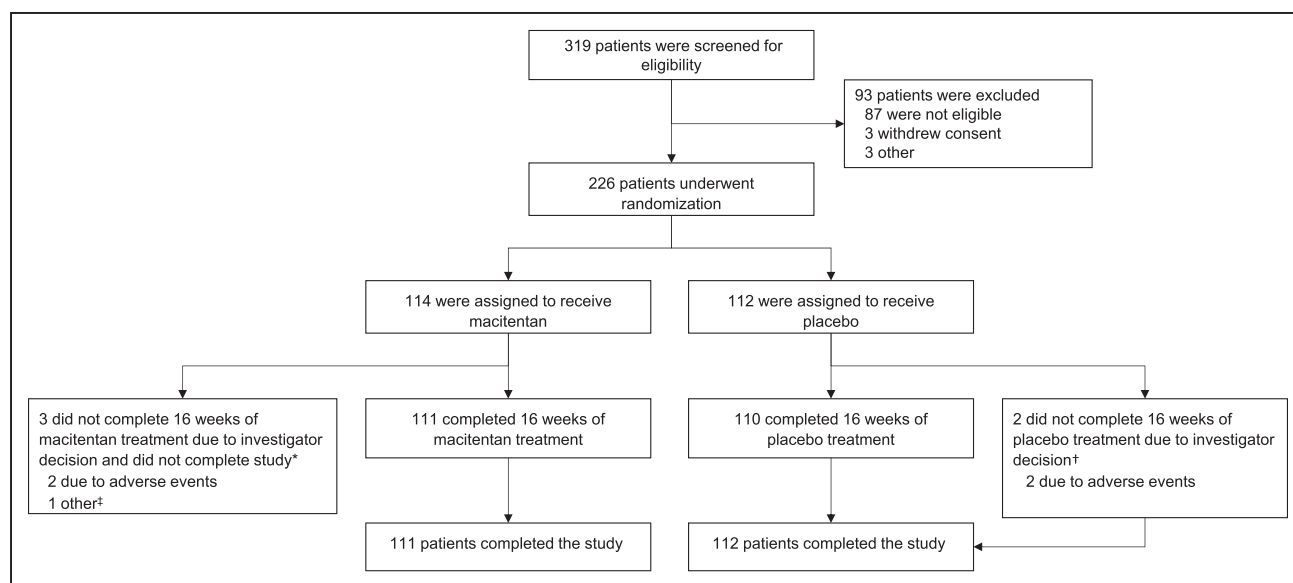 319 patients were screened for
eligibility
93 patients were excluded
87 were not eligible
3 withdrew consent
3 other
226 patients underwent
randomization
114 were assigned to receive
macitentan
112 were assigned to receive
placebo
3 did not complete 16 weeks of
macitentan treatment due to investigator
decision and did not complete study*
2 due to adverse events
1 other‡
111 completed 16 weeks of
macitentan treatment
110 completed 16 weeks of
placebo treatment
2 did not complete 16 weeks of
placebo treatment due to investigator
decision†
2 due to adverse events
111 patients completed the study
112 patients completed the study